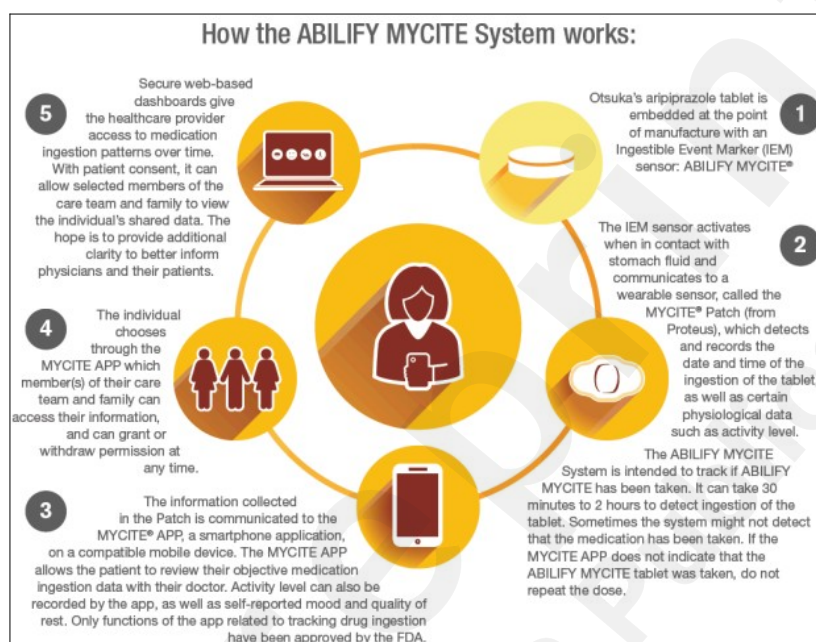 How the ABILIFY MYCITE System works:
1
Otsuka's aripiprazole tablet is
embedded at the point
of manufacture with an
Ingestible Event Marker (IEM)
sensor: ABILIFY MYCITE®
2
The IEM sensor activates
when in contact with
stomach fluid and
communicates to a
wearable sensor, called the
MYCITE® Patch (from
Proteus), which detects
and records the
date and time of the
ingestion of the tablet
as well as certain
physiological data
such as activity level.
The ABILIFY MYCITE
System is intended to track if ABILIFY
MYCITE has been taken. It can take 30
minutes to 2 hours to detect ingestion of the
tablet. Sometimes the system might not detect
that the medication has been taken. If the
MYCITE APP does not indicate that the
ABILIFY MYCITE tablet was taken, do not
repeat the dose.
3
The information collected
in the Patch is communicated to the
MYCITE® APP, a smartphone application,
on a compatible mobile device. The MYCITE APP
allows the patient to review their objective medication
ingestion data with their doctor. Activity level can also be
recorded by the app, as well as self-reported mood and quality of
rest. Only functions of the app related to tracking drug ingestion
have been approved by the FDA.
4
The individual
chooses
through the
MYCITE APP which
member(s) of their care
team and family can
access their information,
and can grant or
withdraw permission at
any time.
5
Secure web-based
dashboards give
the healthcare provider
access to medication
ingestion patterns over time.
With patient consent, it can
allow selected members of the
care team and family to view
the individual's shared data. The
hope is to provide additional
clarity to better inform
physicians and their patients.